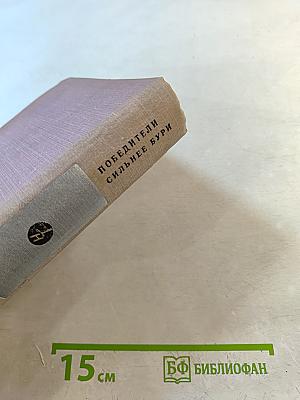 ПОБЕДИТЕЛИ
СИЛЬНЕЕ БУРИ
15 см
БФ БИБЛИОФАН